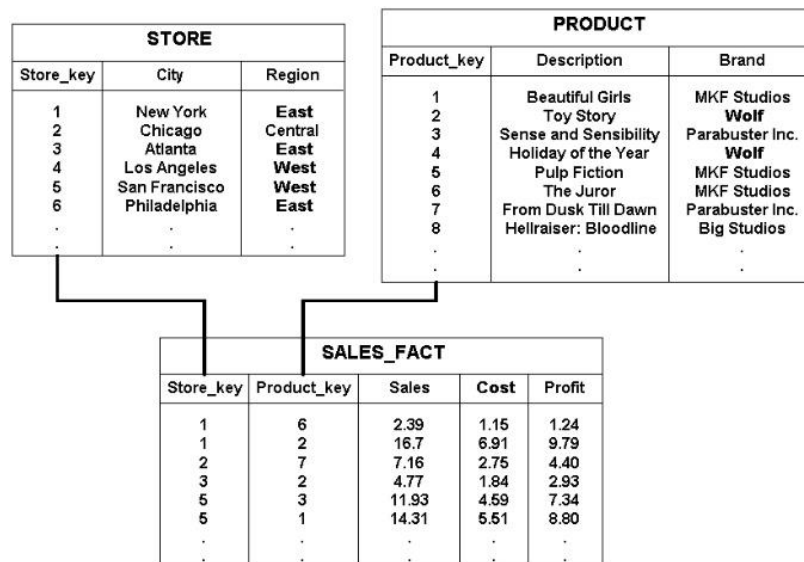 STORE
Store_key City Region
1 New York East
2 Chicago Central
3 Atlanta East
4 Los Angeles West
5 San Francisco West
6 Philadelphia East
. . .
. . .
PRODUCT
Product_key Description Brand
1 Beautiful Girls MKF Studios
2 Toy Story Wolf
3 Sense and Sensibility Parabuster Inc.
4 Holiday of the Year Wolf
5 Pulp Fiction MKF Studios
6 The Juror MKF Studios
7 From Dusk Till Dawn Parabuster Inc.
8 Hellraiser: Bloodline Big Studios
. . .
. . .
SALES_FACT
Store_key Product_key Sales Cost Profit
1 6 2.39 1.15 1.24
1 2 16.7 6.91 9.79
2 7 7.16 2.75 4.40
3 2 4.77 1.84 2.93
5 3 11.93 4.59 7.34
5 1 14.31 5.51 8.80
. . . . .
. . . . .